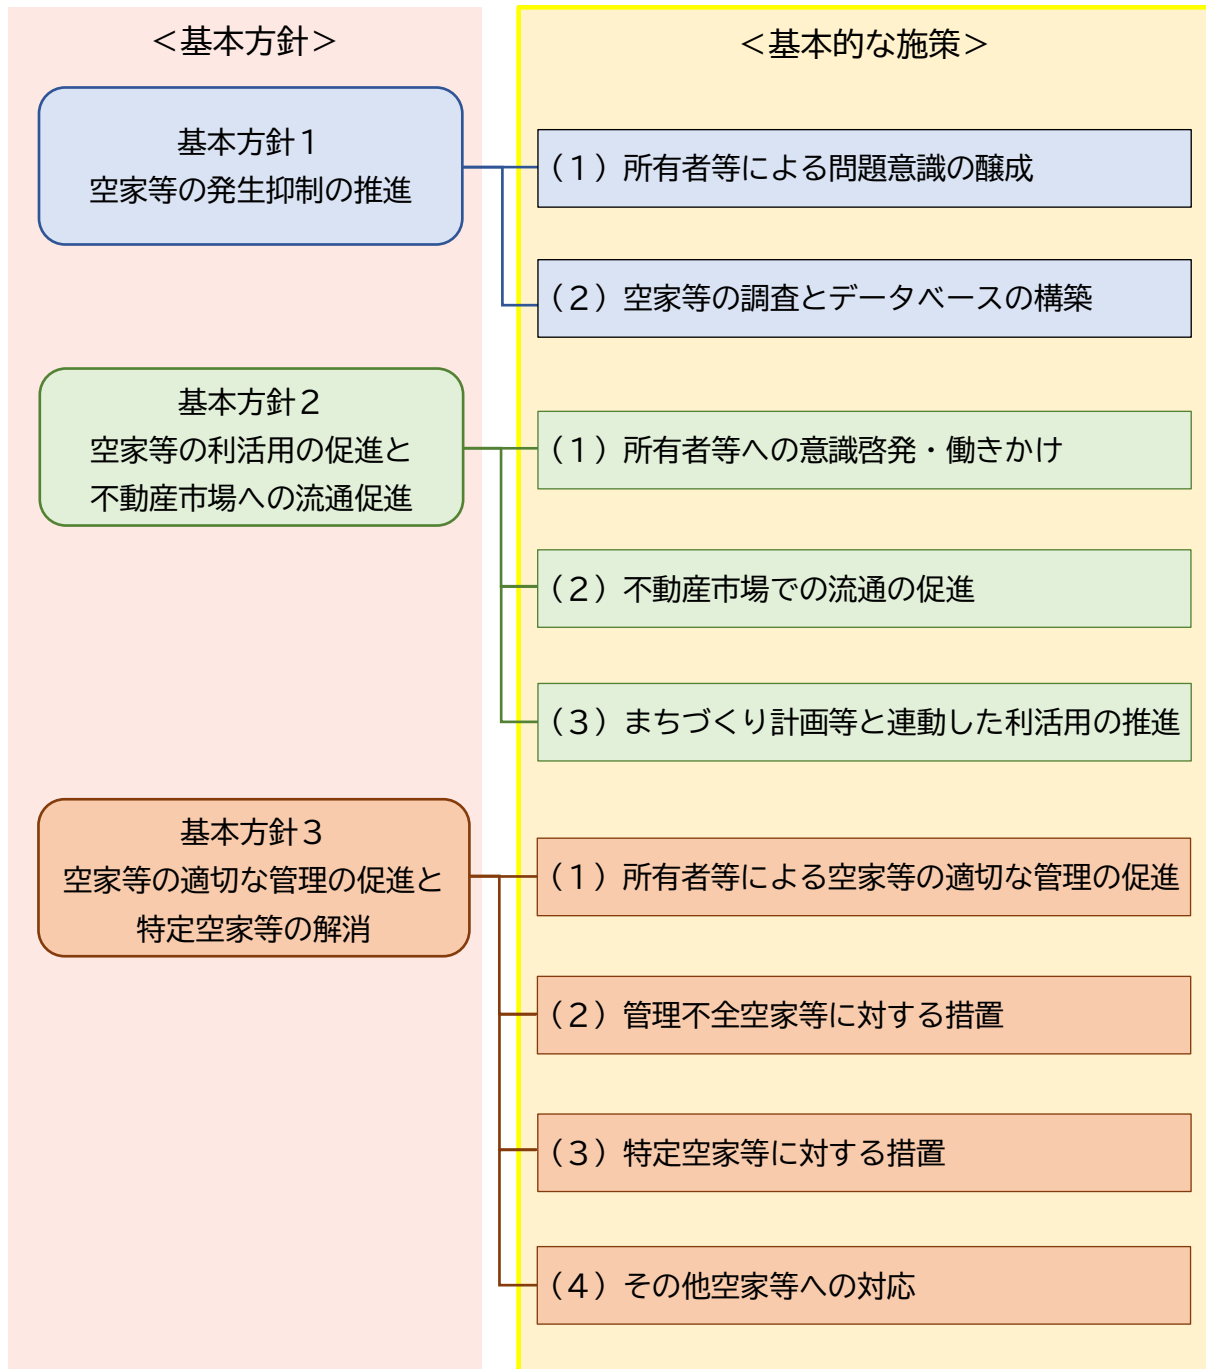 ＜基本方針＞
＜基本的な施策＞
基本方針１
空家等の発生抑制の推進
（１）所有者等による問題意識の醸成
（２）空家等の調査とデータベースの構築
基本方針２
空家等の利活用の促進と
不動産市場への流通促進
（１）所有者等への意識啓発・働きかけ
（２）不動産市場での流通の促進
（３）まちづくり計画等と連動した利活用の推進
基本方針３
空家等の適切な管理の促進と
特定空家等の解消
（１）所有者等による空家等の適切な管理の促進
（２）管理不全空家等に対する措置
（３）特定空家等に対する措置
（４）その他空家等への対応